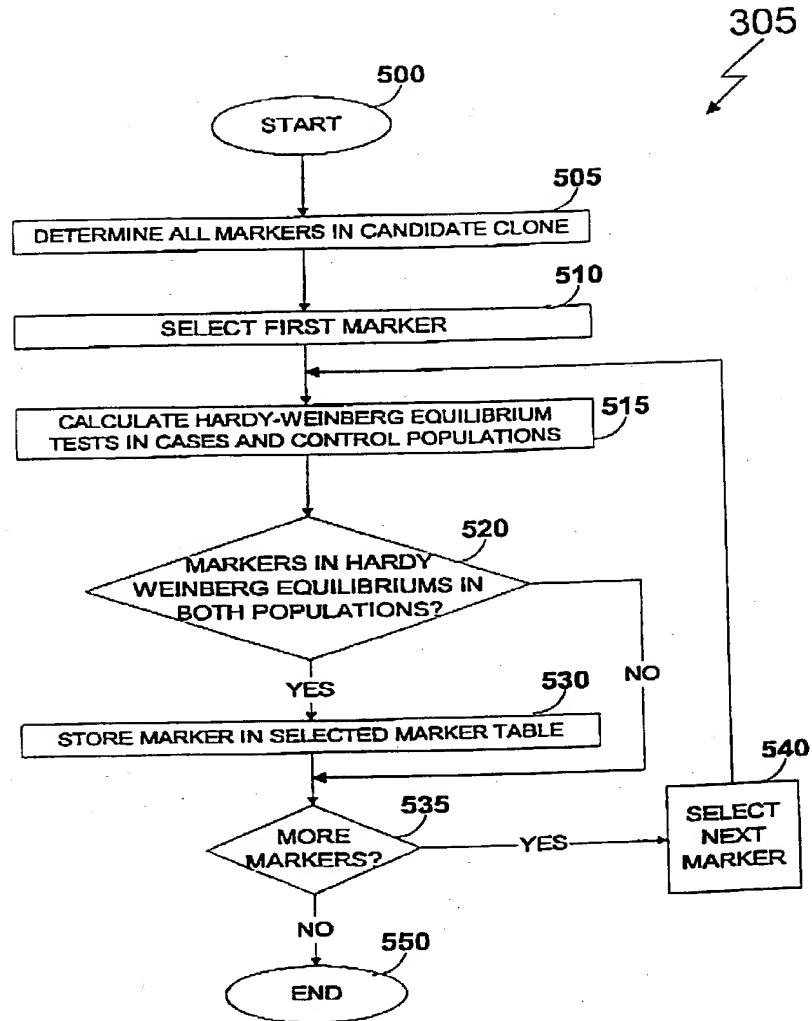 305
500
START
505
DETERMINE ALL MARKERS IN CANDIDATE CLONE
510
SELECT FIRST MARKER
CALCULATE HARDY-WEINBERG EQUILIBRIUM
TESTS IN CASES AND CONTROL POPULATIONS
515
520
MARKERS IN HARDY
WEINBERG EQUILIBRIUMS IN
BOTH POPULATIONS?
NO
YES
530
STORE MARKER IN SELECTED MARKER TABLE
540
SELECT
NEXT
MARKER
535
MORE
MARKERS?
YES
NO
550
END